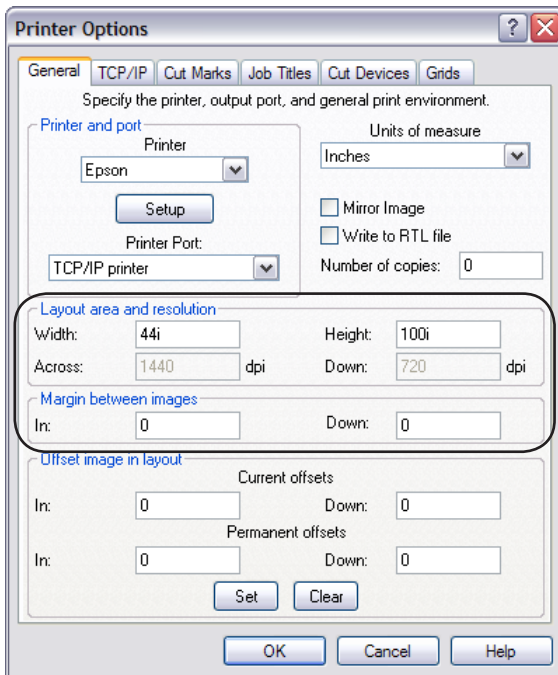 Printer Options
General TCP/IP Cut Marks Job Titles Cut Devices Grids
Specify the printer, output port, and general print environment.
Printer and port
Printer
Epson
Setup
Printer Port:
TCP/IP printer
Units of measure
Inches
Mirror Image
Write to RTL file
Number of copies: 0
Layout area and resolution
Width: 44i Height: 100i
Across: 1440 dpi Down: 720 dpi
Margin between images
In: 0 Down: 0
Offset image in layout
Current offsets
In: 0 Down: 0
Permanent offsets
In: 0 Down: 0
Set Clear
OK Cancel Help